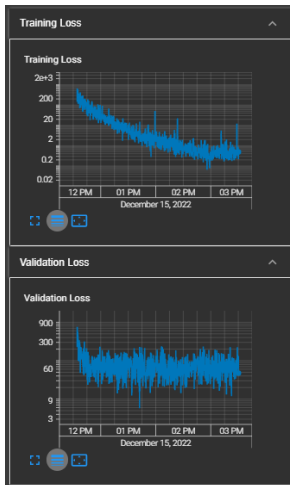 Training Loss
Training Loss
2e+3
200
20
2
0.2
0.02
12 PM 01 PM 02 PM 03 PM
December 15, 2022
Validation Loss
Validation Loss
900
300
60
9
3
12 PM 01 PM 02 PM 03 PM
December 15, 2022